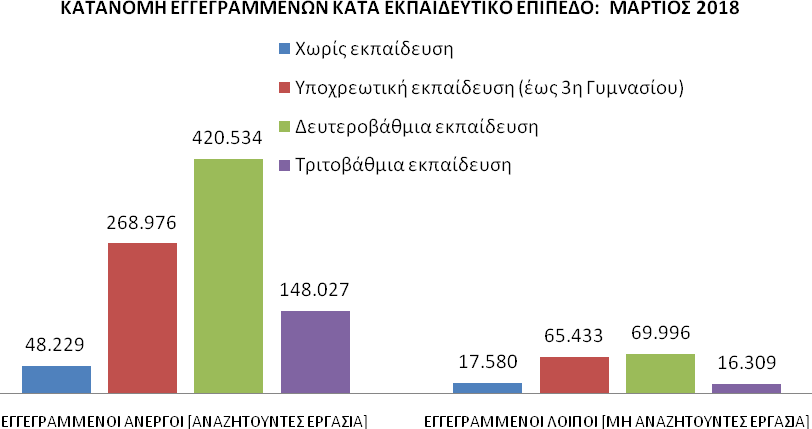 ΚΑΤΑΝΟΜΗ ΕΓΓΕΓΡΑΜΜΕΝΩΝ ΚΑΤΑ ΕΚΠΑΙΔΕΥΤΙΚΟ ΕΠΙΠΕΔΟ: ΜΑΡΤΙΟΣ 2018
Χωρίς εκπαίδευση
Υποχρεωτική εκπαίδευση (έως 3η Γυμνασίου)
Δευτεροβάθμια εκπαίδευση
Τριτοβάθμια εκπαίδευση
48.229
268.976
420.534
148.027
17.580
65.433
69.996
16.309
ΕΓΓΕΓΡΑΜΜΕΝΟΙ ΑΝΕΡΓΟΙ [ΑΝΑΖΗΤΟΥΝΤΕΣ ΕΡΓΑΣΙΑ]
ΕΓΓΕΓΡΑΜΜΕΝΟΙ ΛΟΙΠΟΙ [ΜΗ ΑΝΑΖΗΤΟΥΝΤΕΣ ΕΡΓΑΣΙΑ]